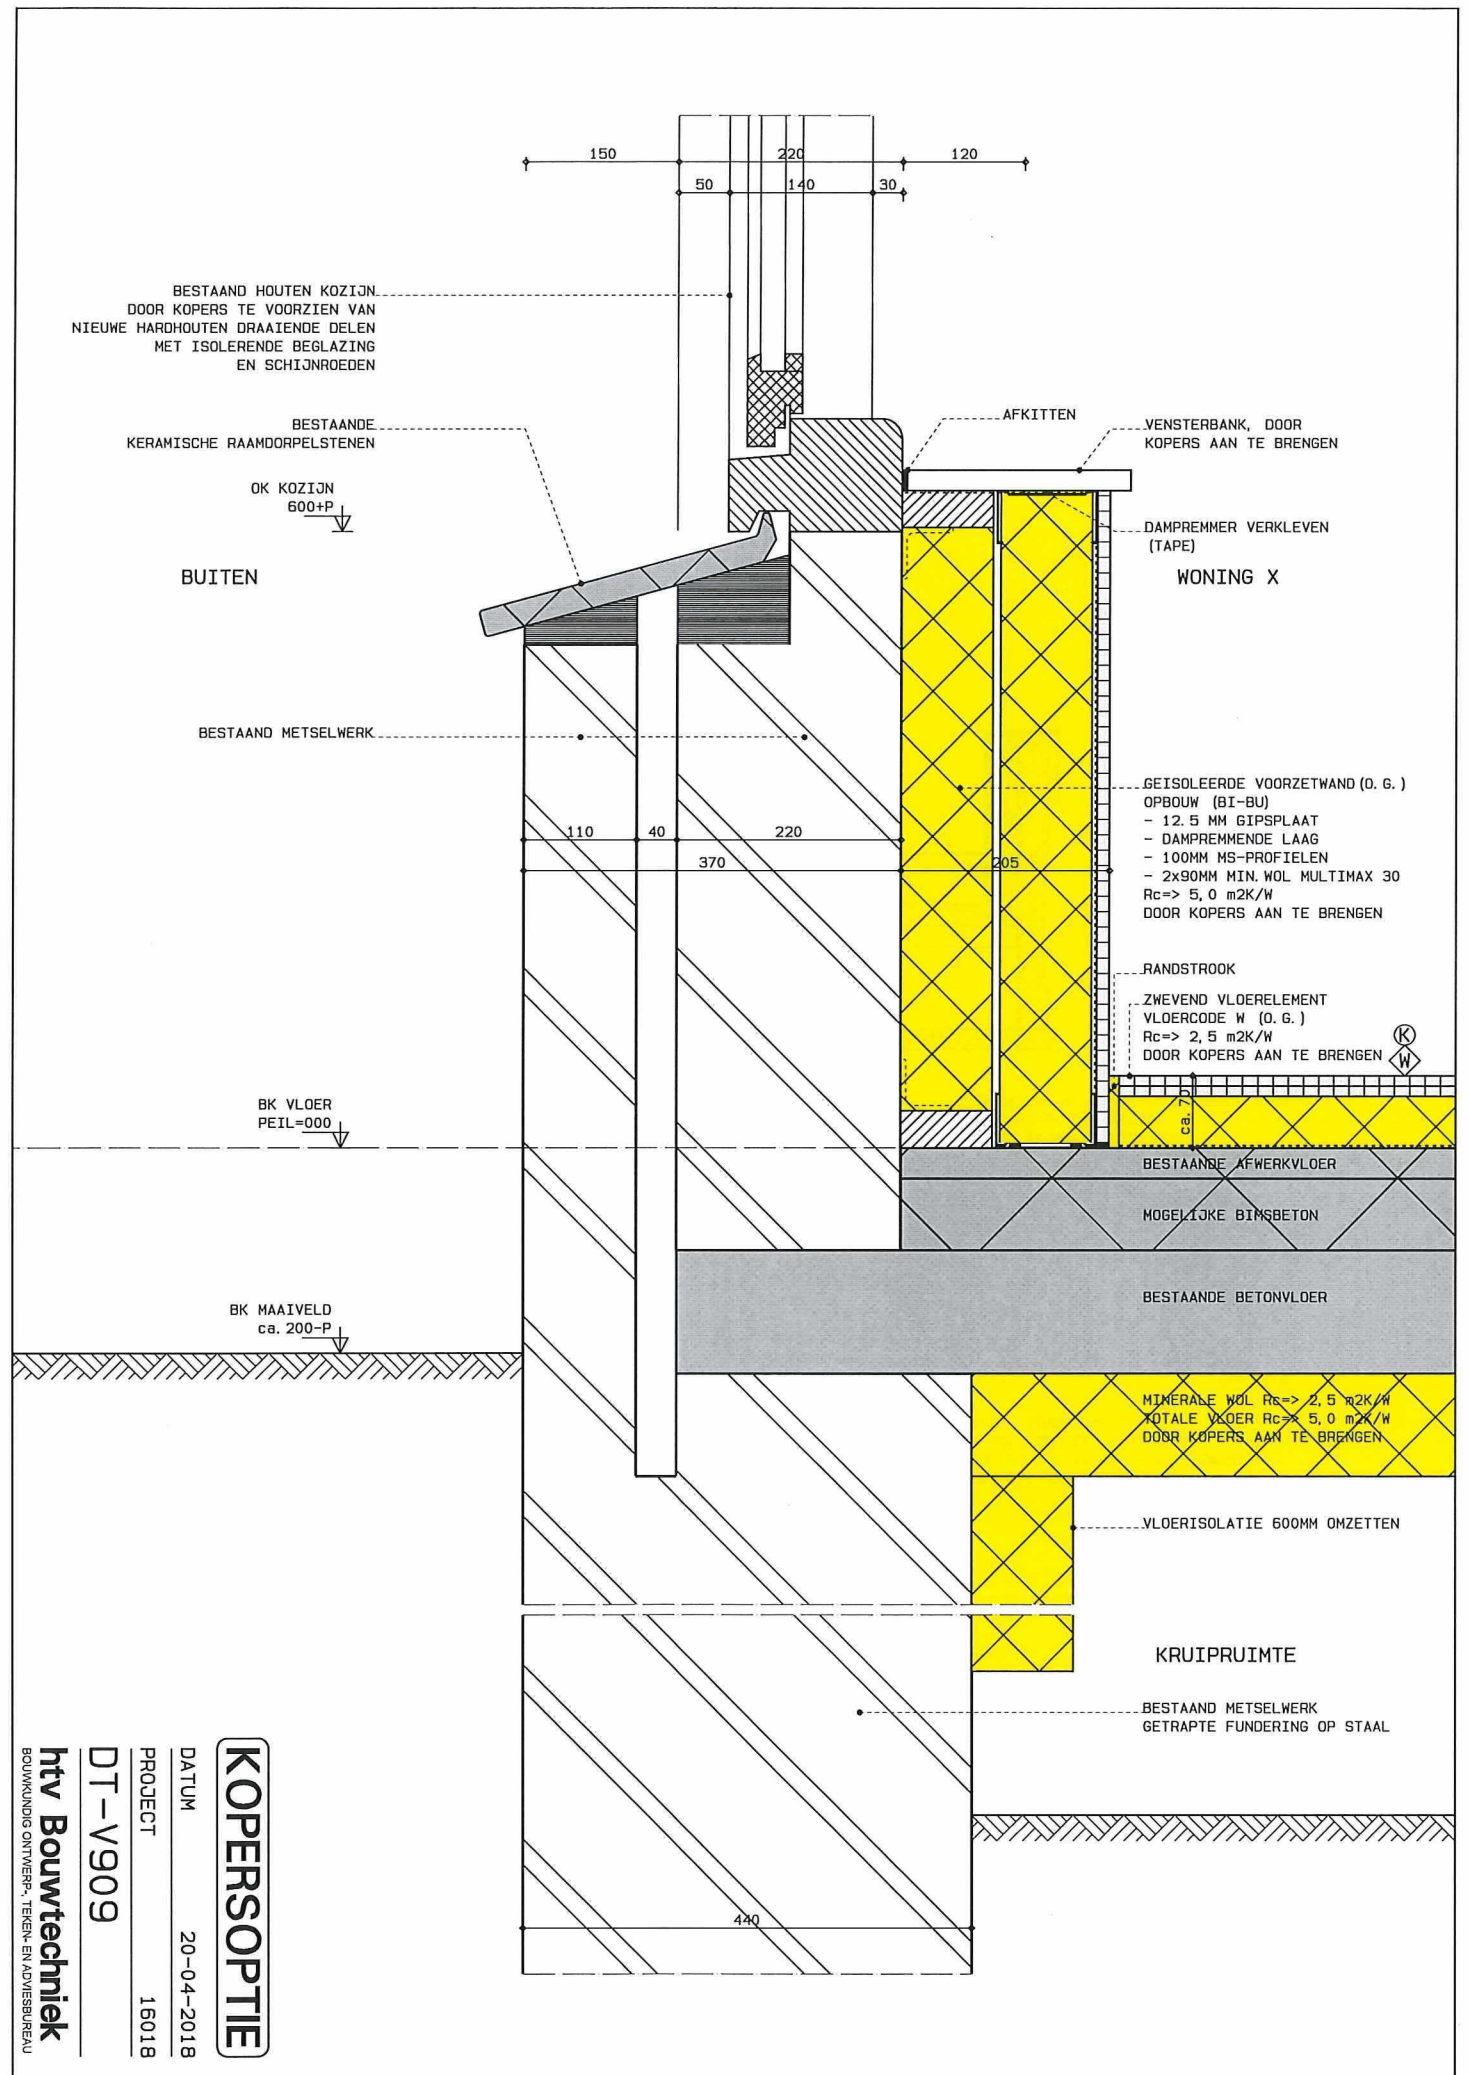 150
220
120
50
140
30
BESTAAND HOUTEN KOZIJN
DOOR KOPERS TE VOORZIEN VAN
NIEUWE HARDHOUTEN DRAAIENDE DELEN
MET ISOLERENDE BEGLAZING
EN SCHIJNROEDEN
BESTAANDE
KERAMISCHE RAAMDORPELSTENEN
AFKITTEN
VENSTERBANK, DOOR
KOPERS AAN TE BRENGEN
OK KOZIJN
600+P
DAMPREMMER VERKLEVEN
(TAPE)
BUITEN
WONING X
BESTAAND METSELWERK
GEISOLEERDE VOORZETWAND (O.G.)
OPBOUW (BI-BU)
- 12.5 MM GIPSPLAAT
- DAMPREMMENDE LAAG
- 100MM MS-PROFIELEN
- 2x90MM MIN. WOL MULTIMAX 30
Rc=> 5,0 m2K/W
DOOR KOPERS AAN TE BRENGEN
110
40
220
370
205
RANDSTROOK
ZWEVEND VLOERELEMENT
VLOERCODE W (O.G.)
Rc=> 2,5 m2K/W
DOOR KOPERS AAN TE BRENGEN
K
W
ca. 70
BK VLOER
PEIL=000
BESTAANDE AFWERKVLOER
MOGELIJKE BIMSBETON
BESTAANDE BETONVLOER
BK MAAIVELD
ca. 200-P
MINERALE WOL Rc=> 2,5 m2K/W
TOTALE VLOER Rc=> 5,0 m2K/W
DOOR KOPERS AAN TE BRENGEN
VLOERISOLATIE 600MM OMZETTEN
KRUIPRUIMTE
BESTAAND METSELWERK
GETRAPTE FUNDERING OP STAAL
440
KOPERSOPTIE
DATUM 20-04-2018
PROJECT 16018
DT-V909
htv Bouwtechniek
BOUWKUNDIG ONTWERP-, TEKEN- EN ADVIESBUREAU